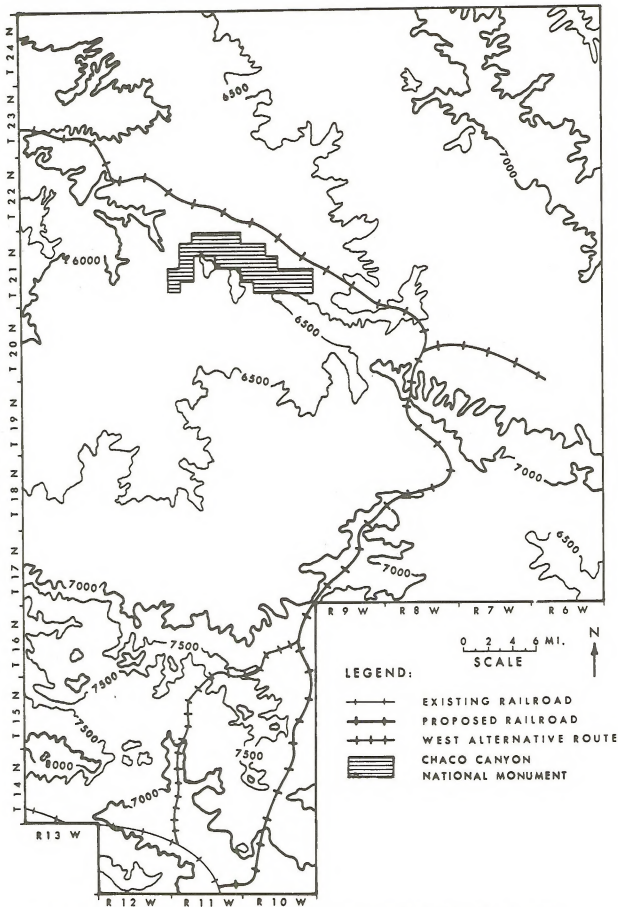 T 24 N
T 23 N
T 22 N
T 21 N
T 20 N
T 19 N
T 18 N
T 17 N
T 16 N
T 15 N
T 14 N
6500
7000
6000
6500
6500
7000
6500
7000
7000
7500
7500
7500
7500
8000
7000
R 9 W R 8 W R 7 W R 6 W
R 13 W
R 12 W R 11 W R 10 W
0 2 4 6 MI.
SCALE
N
LEGEND:
EXISTING RAILROAD
PROPOSED RAILROAD
WEST ALTERNATIVE ROUTE
CHACO CANYON
NATIONAL MONUMENT